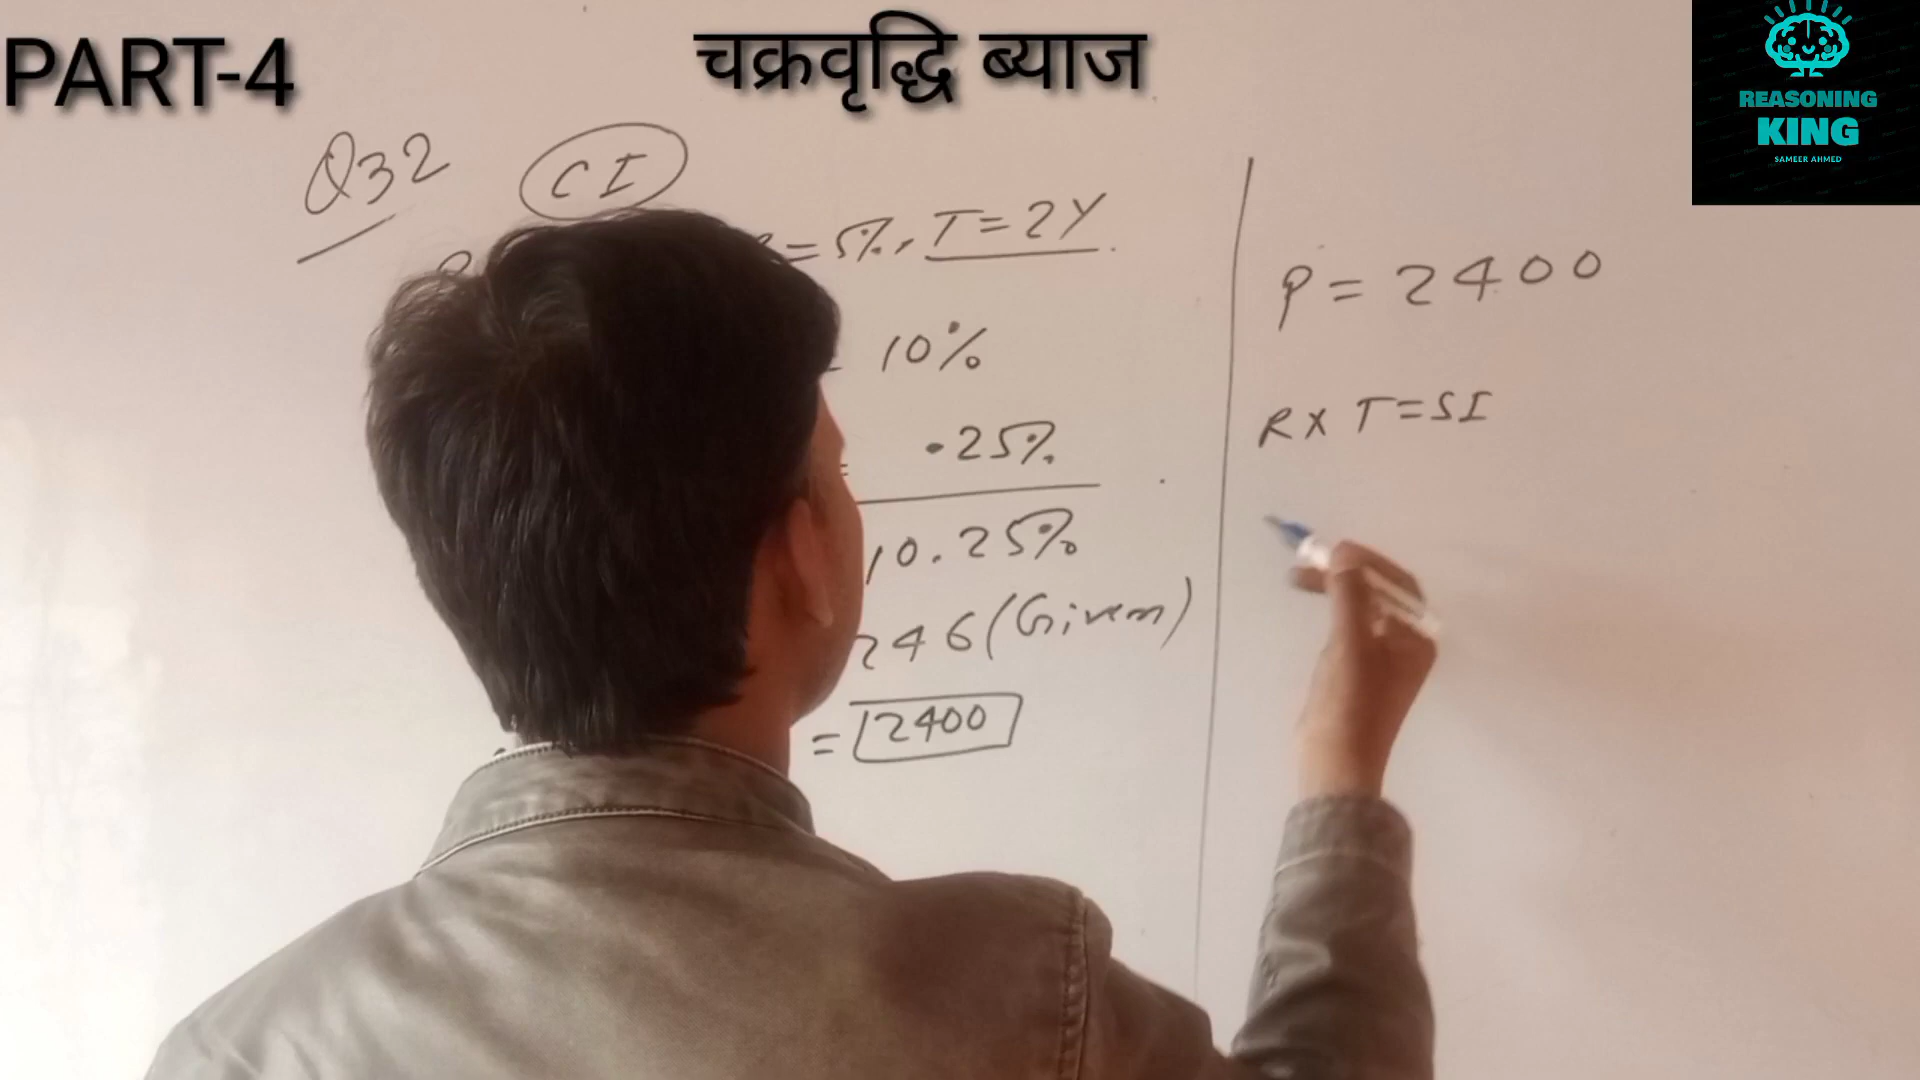 PART-4
चक्रवृद्धि ब्याज
REASONING
KING
SAMEER AHMED
Q32
CI
=5%, T=2Y
10%
.25%
10.25%
246 (Given)
= 2400
P = 2400
R X T = SI